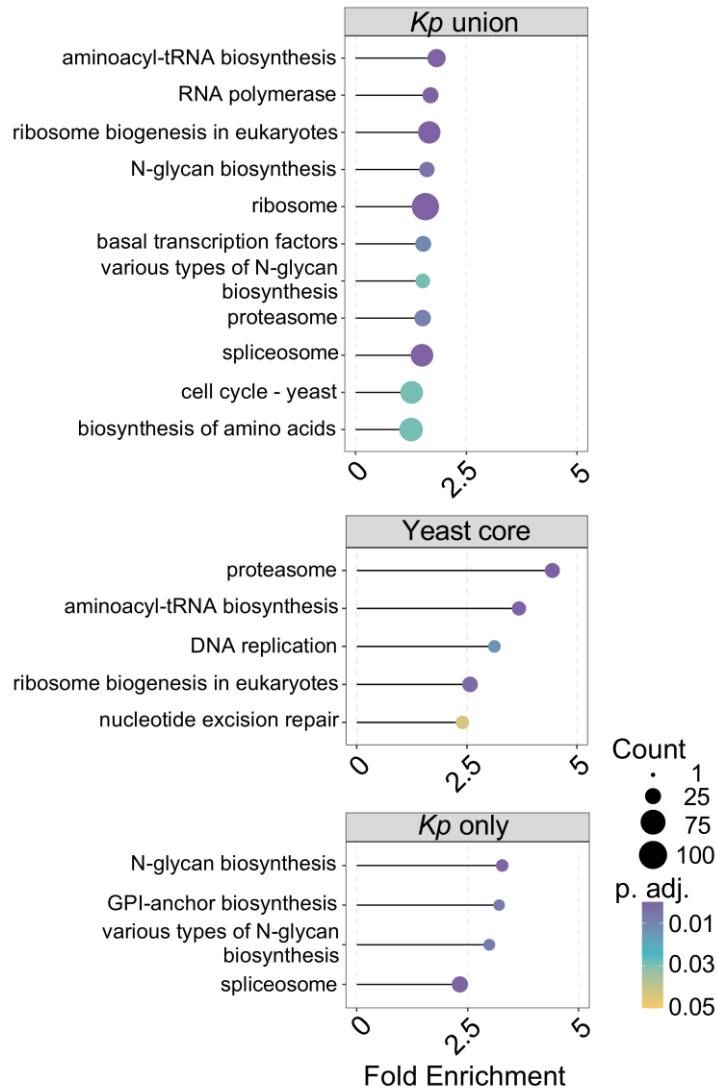 Kp union
aminoacyl-tRNA biosynthesis
RNA polymerase
ribosome biogenesis in eukaryotes
N-glycan biosynthesis
ribosome
basal transcription factors
various types of N-glycan
biosynthesis
proteasome
spliceosome
cell cycle - yeast
biosynthesis of amino acids
0 2.5 5
Yeast core
proteasome
aminoacyl-tRNA biosynthesis
DNA replication
ribosome biogenesis in eukaryotes
nucleotide excision repair
0 2.5 5
Kp only
N-glycan biosynthesis
GPI-anchor biosynthesis
various types of N-glycan
biosynthesis
spliceosome
0 2.5 5
Fold Enrichment
Count
1
25
75
100
p. adj.
0.01
0.03
0.05